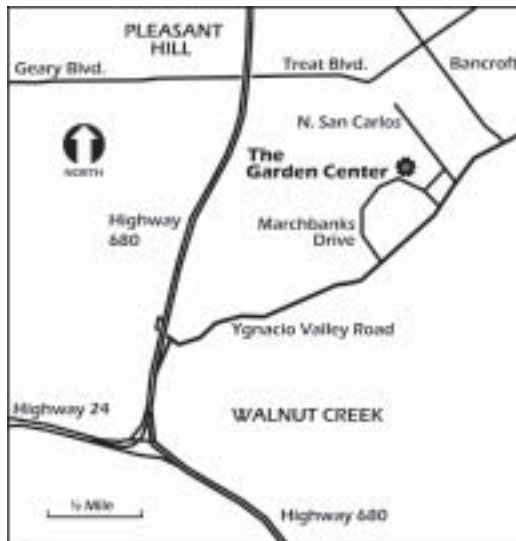 PLEASANT
HILL
Geary Blvd.
Treat Blvd.
Bancroft
N. San Carlos
NORTH
The
Garden Center
Highway
680
Marchbanks
Drive
Ygnacio Valley Road
Highway 24
WALNUT CREEK
½ Mile
Highway 680